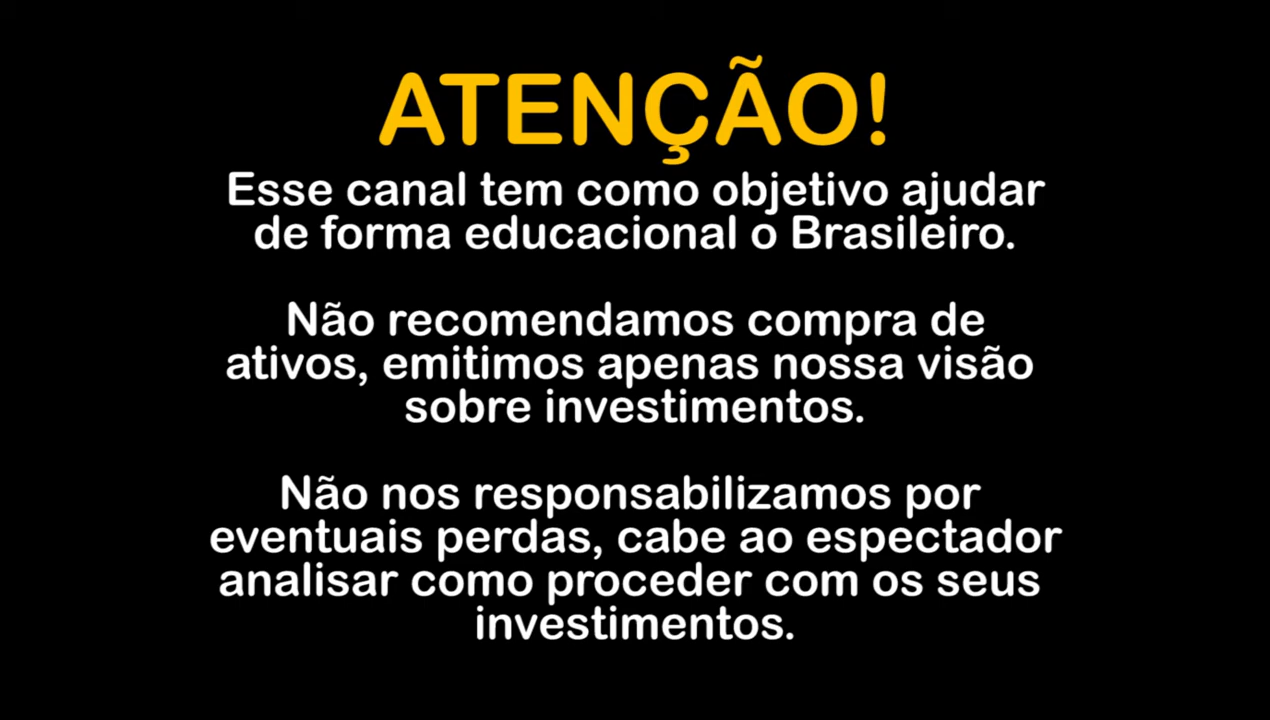 ATENÇÃO!
Esse canal tem como objetivo ajudar
de forma educacional o Brasileiro.
Não recomendamos compra de
ativos, emitimos apenas nossa visão
sobre investimentos.
Não nos responsabilizamos por
eventuais perdas, cabe ao espectador
analisar como proceder com os seus
investimentos.